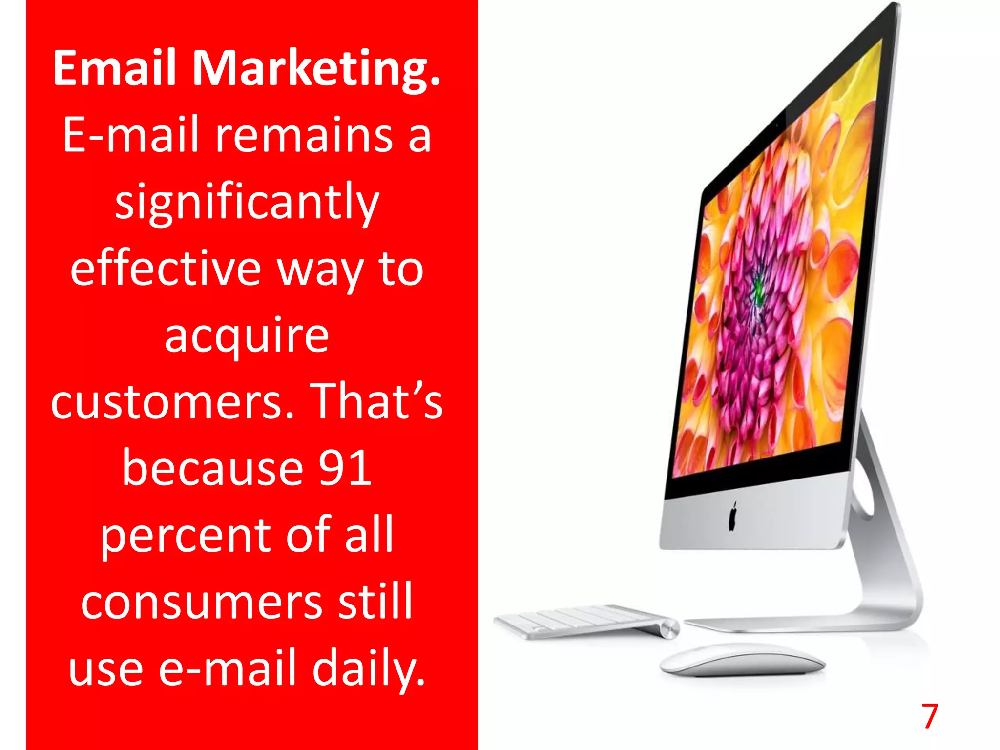 Email Marketing.
E-mail remains a
significantly
effective way to
acquire
customers. That’s
because 91
percent of all
consumers still
use e-mail daily.
7